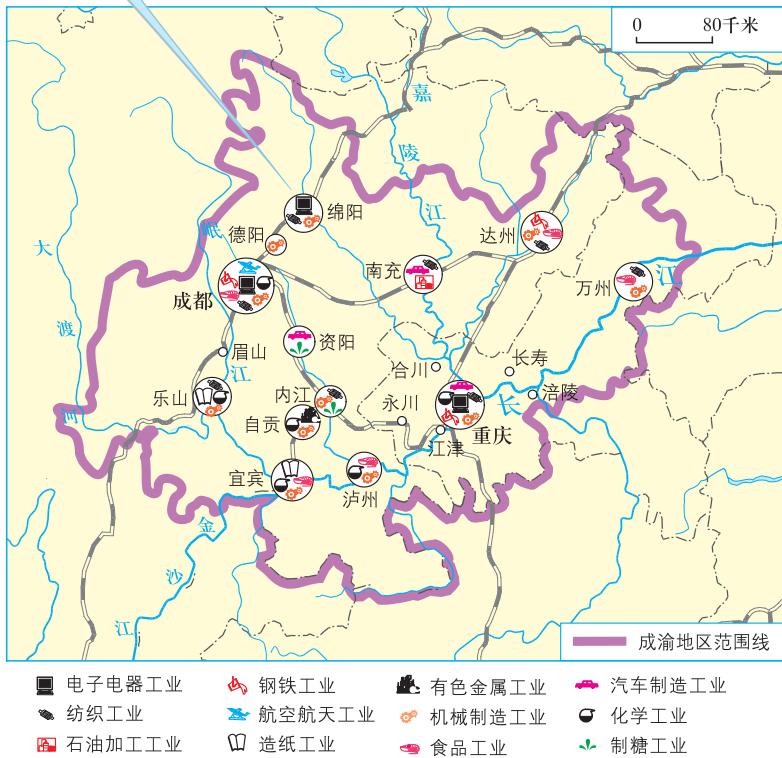 0 80千米
嘉
陵
江
绵阳
岷
江
德阳
大
渡
河
成都
南充
达州
万州
江
资阳
眉山
合川
长寿
乐山
内江
永川
长
涪陵
自贡
江津
重庆
宜宾
泸州
金
沙
江
成渝地区范围线
电子电器工业
钢铁工业
有色金属工业
汽车制造工业
纺织工业
航空航天工业
机械制造工业
化学工业
石油加工工业
造纸工业
食品工业
制糖工业